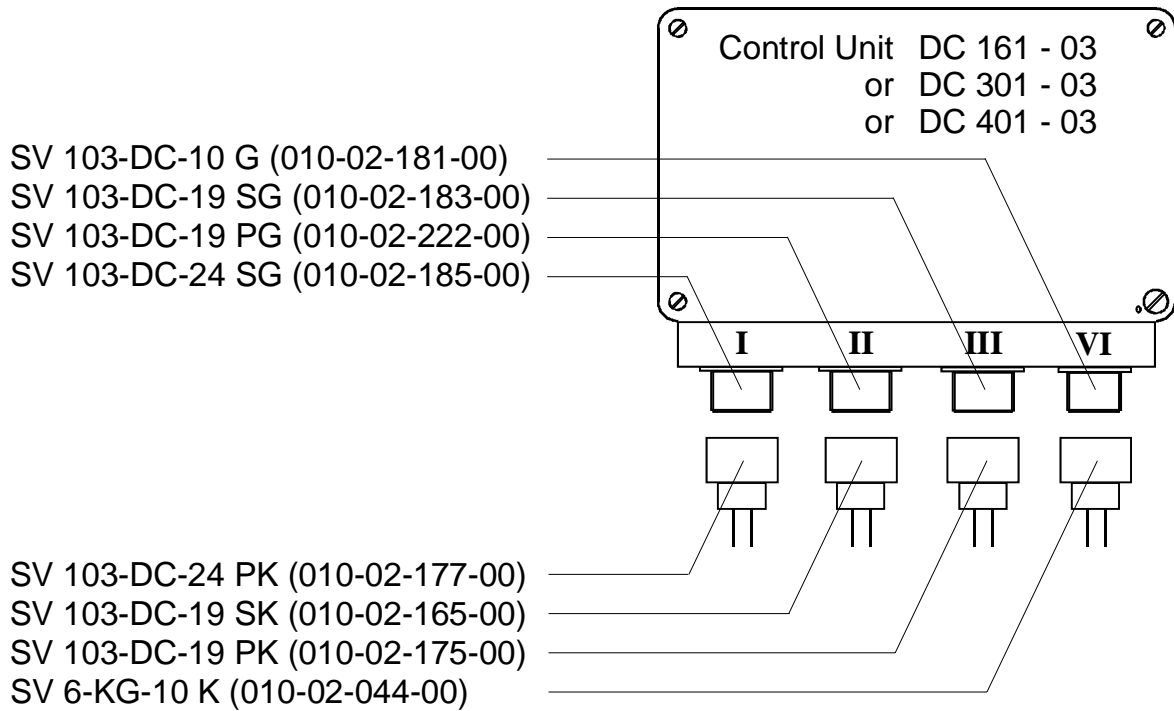 Control Unit DC 161 - 03
or DC 301 - 03
or DC 401 - 03
SV 103-DC-10 G (010-02-181-00)
SV 103-DC-19 SG (010-02-183-00)
SV 103-DC-19 PG (010-02-222-00)
SV 103-DC-24 SG (010-02-185-00)
I II III VI
SV 103-DC-24 PK (010-02-177-00)
SV 103-DC-19 SK (010-02-165-00)
SV 103-DC-19 PK (010-02-175-00)
SV 6-KG-10 K (010-02-044-00)